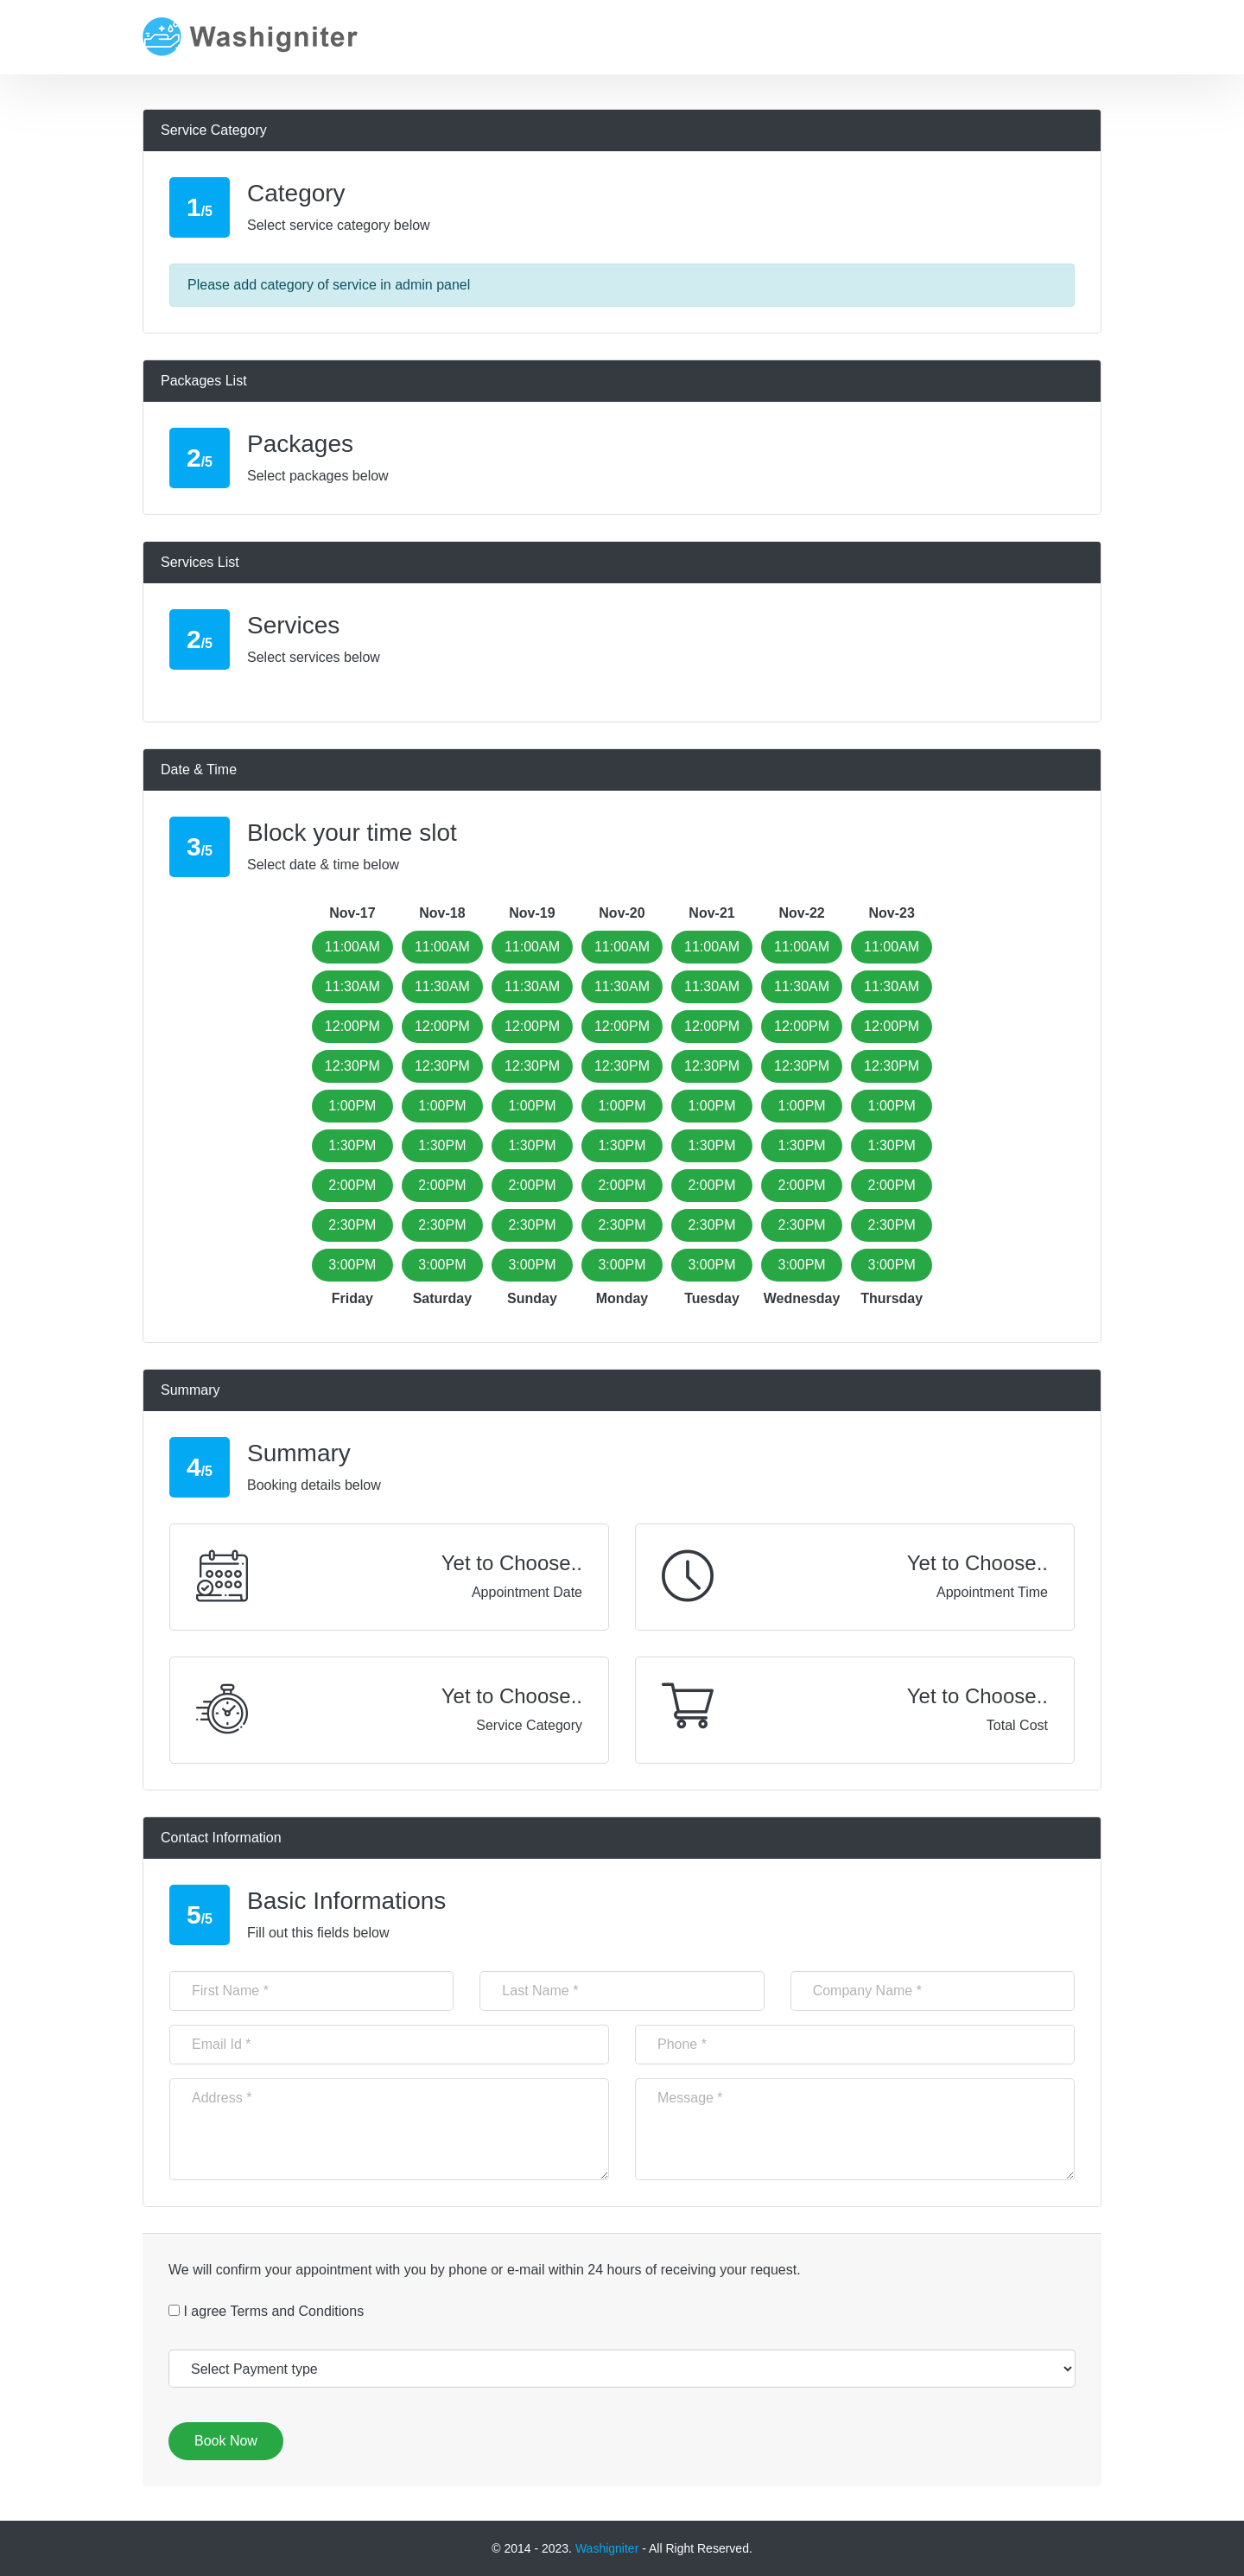 Washigniter
Service Category
1/5
Category
Select service category below
Please add category of service in admin panel
Packages List
2/5
Packages
Select packages below
Services List
2/5
Services
Select services below
Date & Time
3/5
Block your time slot
Select date & time below
Nov-17 Nov-18 Nov-19 Nov-20 Nov-21 Nov-22 Nov-23
11:00AM 11:00AM 11:00AM 11:00AM 11:00AM 11:00AM 11:00AM
11:30AM 11:30AM 11:30AM 11:30AM 11:30AM 11:30AM 11:30AM
12:00PM 12:00PM 12:00PM 12:00PM 12:00PM 12:00PM 12:00PM
12:30PM 12:30PM 12:30PM 12:30PM 12:30PM 12:30PM 12:30PM
1:00PM 1:00PM 1:00PM 1:00PM 1:00PM 1:00PM 1:00PM
1:30PM 1:30PM 1:30PM 1:30PM 1:30PM 1:30PM 1:30PM
2:00PM 2:00PM 2:00PM 2:00PM 2:00PM 2:00PM 2:00PM
2:30PM 2:30PM 2:30PM 2:30PM 2:30PM 2:30PM 2:30PM
3:00PM 3:00PM 3:00PM 3:00PM 3:00PM 3:00PM 3:00PM
Friday Saturday Sunday Monday Tuesday Wednesday Thursday
Summary
4/5
Summary
Booking details below
Yet to Choose..
Appointment Date
Yet to Choose..
Appointment Time
Yet to Choose..
Service Category
Yet to Choose..
Total Cost
Contact Information
5/5
Basic Informations
Fill out this fields below
First Name * Last Name * Company Name *
Email Id * Phone *
Address * Message *
We will confirm your appointment with you by phone or e-mail within 24 hours of receiving your request.
I agree Terms and Conditions
Select Payment type
Book Now
© 2014 - 2023. Washigniter - All Right Reserved.